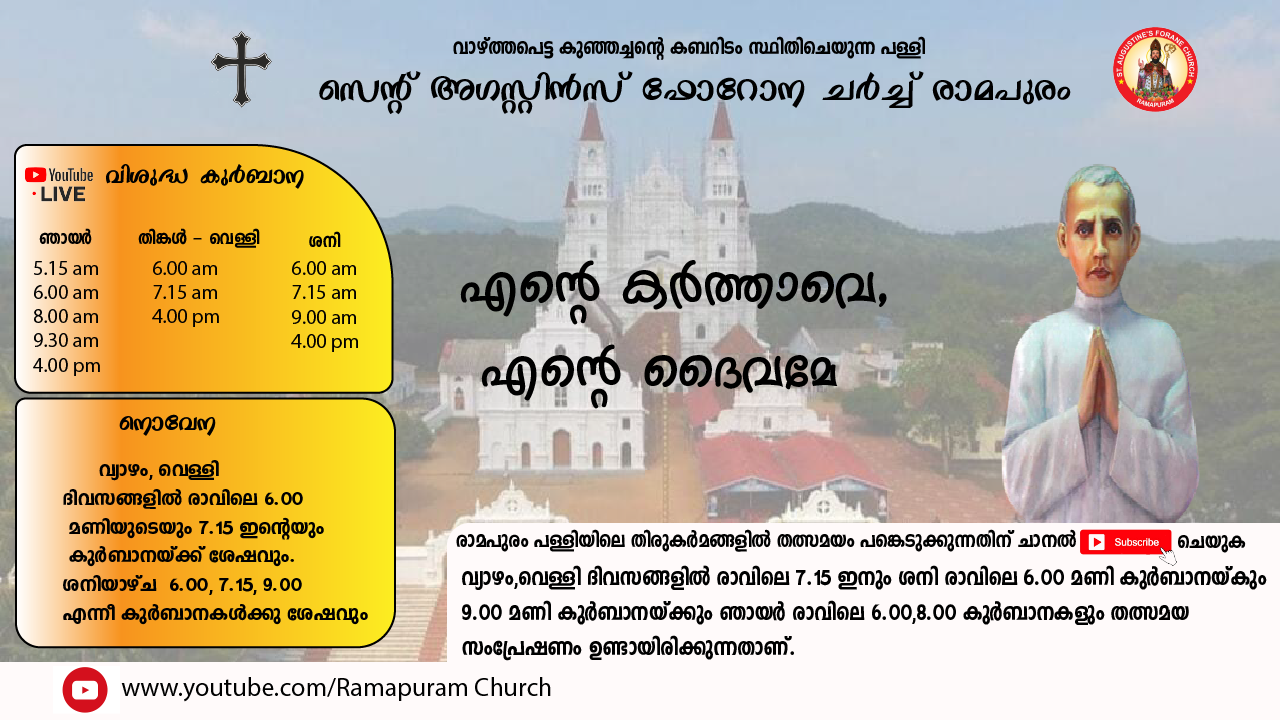 വാഴ്ത്തപെട്ട കുഞ്ഞച്ചന്റെ കബറിടം സ്ഥിതിചെയുന്ന പള്ളി
സെന്റ് അഗസ്റ്റിൻസ് ഫോറോന ചർച്ച് രാമപുരം
ST. AUGUSTINE'S FORANE CHURCH
RAMAPURAM
YouTube
LIVE
വിശുദ്ധ കുർബാന
ഞായർ തിങ്കൾ – വെള്ളി ശനി
5.15 am 6.00 am 6.00 am
6.00 am 7.15 am 7.15 am
8.00 am 4.00 pm 9.00 am
9.30 am 4.00 pm
4.00 pm
എന്റെ കർത്താവെ,
എന്റെ ദൈവമേ
നൊവേന
വ്യാഴം, വെള്ളി
ദിവസങ്ങളിൽ രാവിലെ 6.00
മണിയുടെയും 7.15 ഇന്റെയും
കുർബാനയ്ക്ക് ശേഷവും.
ശനിയാഴ്ച 6.00, 7.15, 9.00
എന്നീ കുർബാനകൾക്കു ശേഷവും
രാമപുരം പള്ളിയിലെ തിരുകർമങ്ങളിൽ തത്സമയം പങ്കെടുക്കുന്നതിന് ചാനൽ Subscribe ചെയുക
വ്യാഴം,വെള്ളി ദിവസങ്ങളിൽ രാവിലെ 7.15 ഇനും ശനി രാവിലെ 6.00 മണി കുർബാനയ്കും
9.00 മണി കുർബാനയ്ക്കും ഞായർ രാവിലെ 6.00,8.00 കുർബാനകളും തത്സമയ
സംപ്രേഷണം ഉണ്ടായിരിക്കുന്നതാണ്.
www.youtube.com/Ramapuram Church